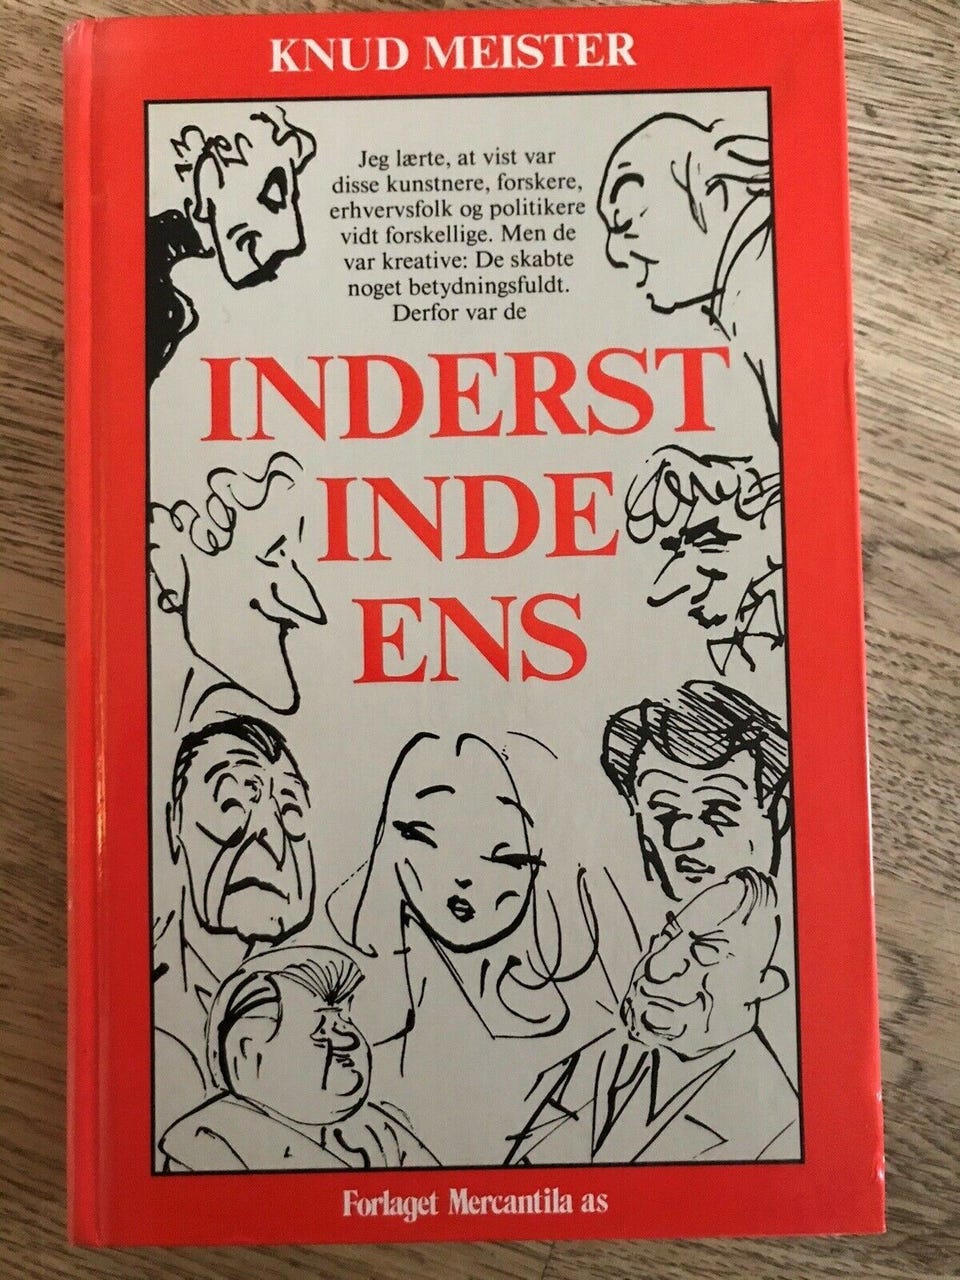 KNUD MEISTER
Jeg lærte, at vist var
disse kunstnere, forskere,
erhvervsfolk og politikere
vidt forskellige. Men de
var kreative: De skabte
noget betydningsfuldt.
Derfor var de
INDERST
INDE
ENS
Forlaget Mercantila as